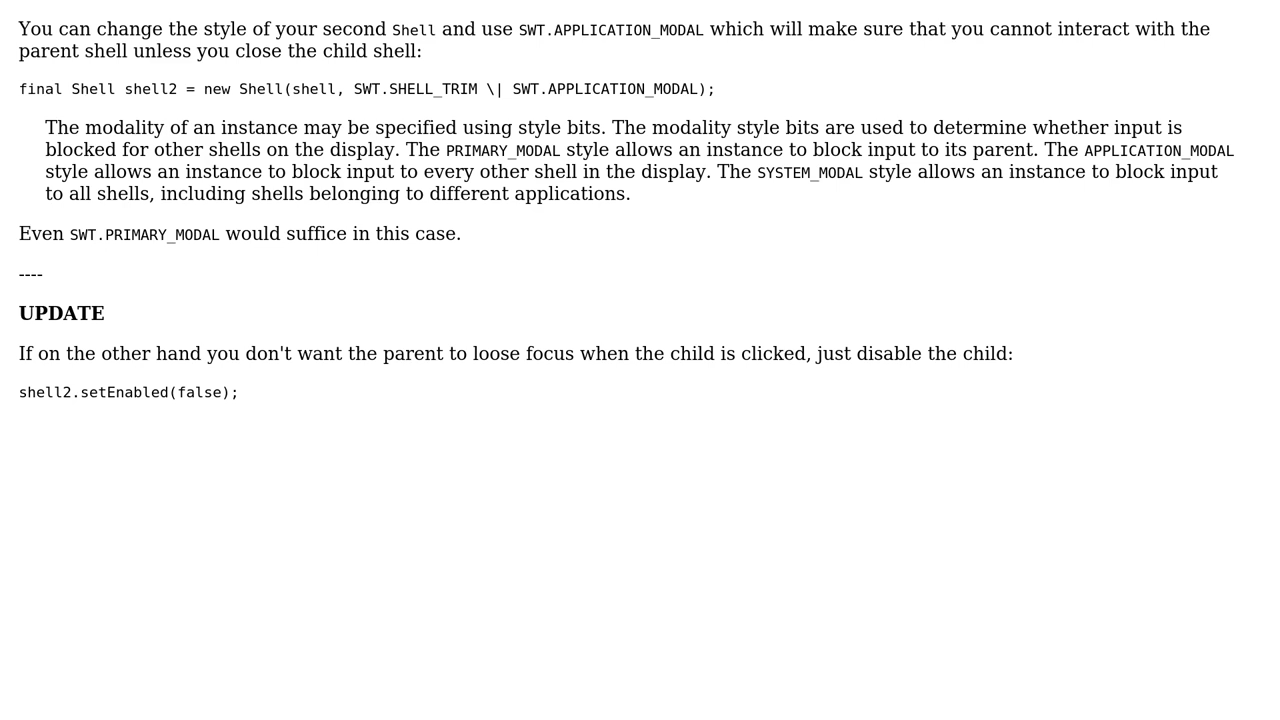 You can change the style of your second Shell and use SWT.APPLICATION_MODAL which will make sure that you cannot interact with the
parent shell unless you close the child shell:
final Shell shell2 = new Shell(shell, SWT.SHELL_TRIM \| SWT.APPLICATION_MODAL);
The modality of an instance may be specified using style bits. The modality style bits are used to determine whether input is
blocked for other shells on the display. The PRIMARY_MODAL style allows an instance to block input to its parent. The APPLICATION_MODAL
style allows an instance to block input to every other shell in the display. The SYSTEM_MODAL style allows an instance to block input
to all shells, including shells belonging to different applications.
Even SWT.PRIMARY_MODAL would suffice in this case.
----
UPDATE
If on the other hand you don't want the parent to loose focus when the child is clicked, just disable the child:
shell2.setEnabled(false);